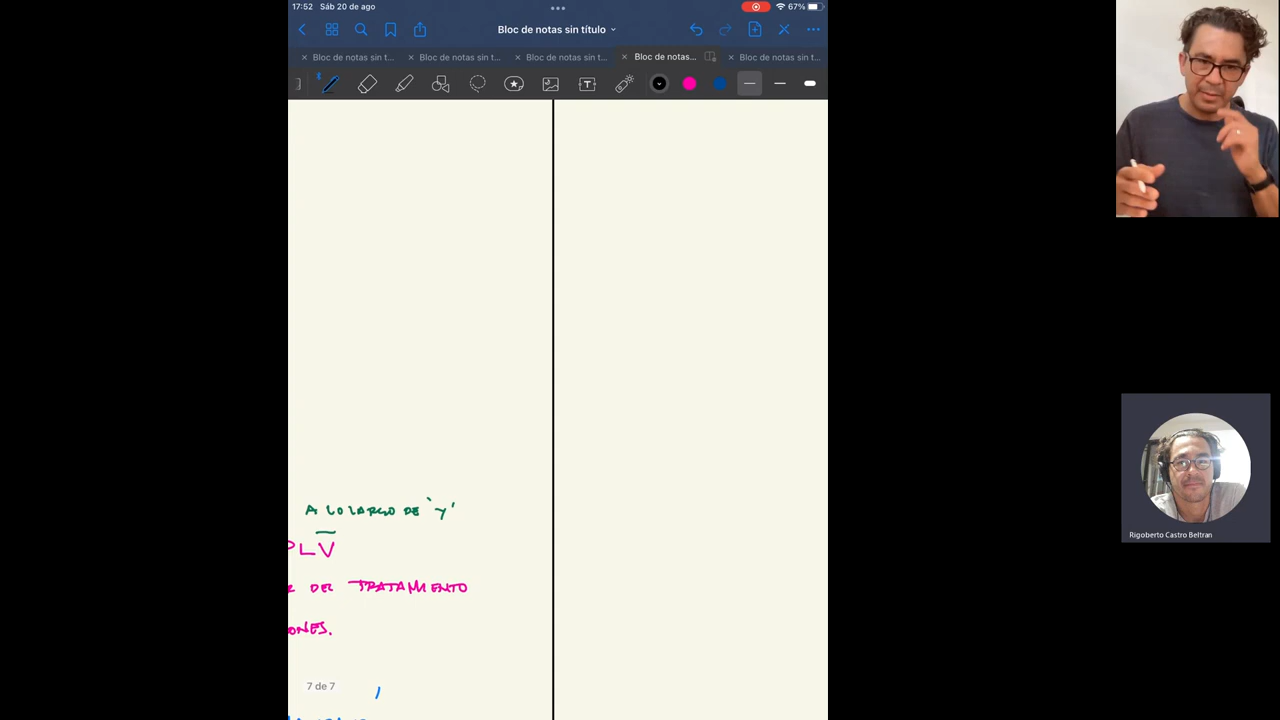 17:52 Sáb 20 de ago 67%
Bloc de notas sin título
Bloc de notas sin t... Bloc de notas sin t... Bloc de notas sin t... Bloc de notas... Bloc de notas sin t...
T
A LO LARGO DE 'Y'
PLV
DEL TRATAMIENTO
ONES.
7 de 7
Rigoberto Castro Beltran